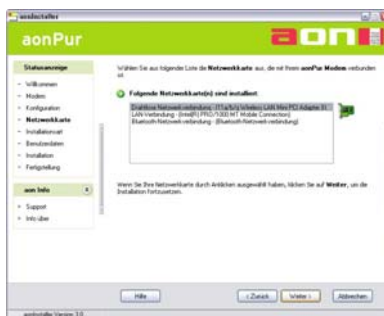 aonInstaller
aonPur
aon
Statusanzeige
Willkommen
Modem
Konfiguration
Netzwerkkarte
Installationsart
Benutzerdaten
Installation
Fertigstellung
aon Info
Support
Info über
Wählen Sie aus folgender Liste die Netzwerkkarte aus, die mit Ihrem aonPur Modem verbunden
ist.
Folgende Netzwerkkarte(n) sind installiert
Drahtlose Netzwerkverbindung - (11a/b/g Wireless LAN Mini PCI Adapter II)
LAN-Verbindung - (Intel(R) PRO/1000 MT Mobile Connection)
Bluetooth-Netzwerkverbindung - (Bluetooth-Netzwerkverbindung)
Wenn Sie Ihre Netzwerkkarte durch Anklicken ausgewählt haben, klicken Sie auf Weiter, um die
Installation fortzusetzen.
Hilfe
< Zurück
Weiter >
Abbrechen
aonInstaller Version 3.0